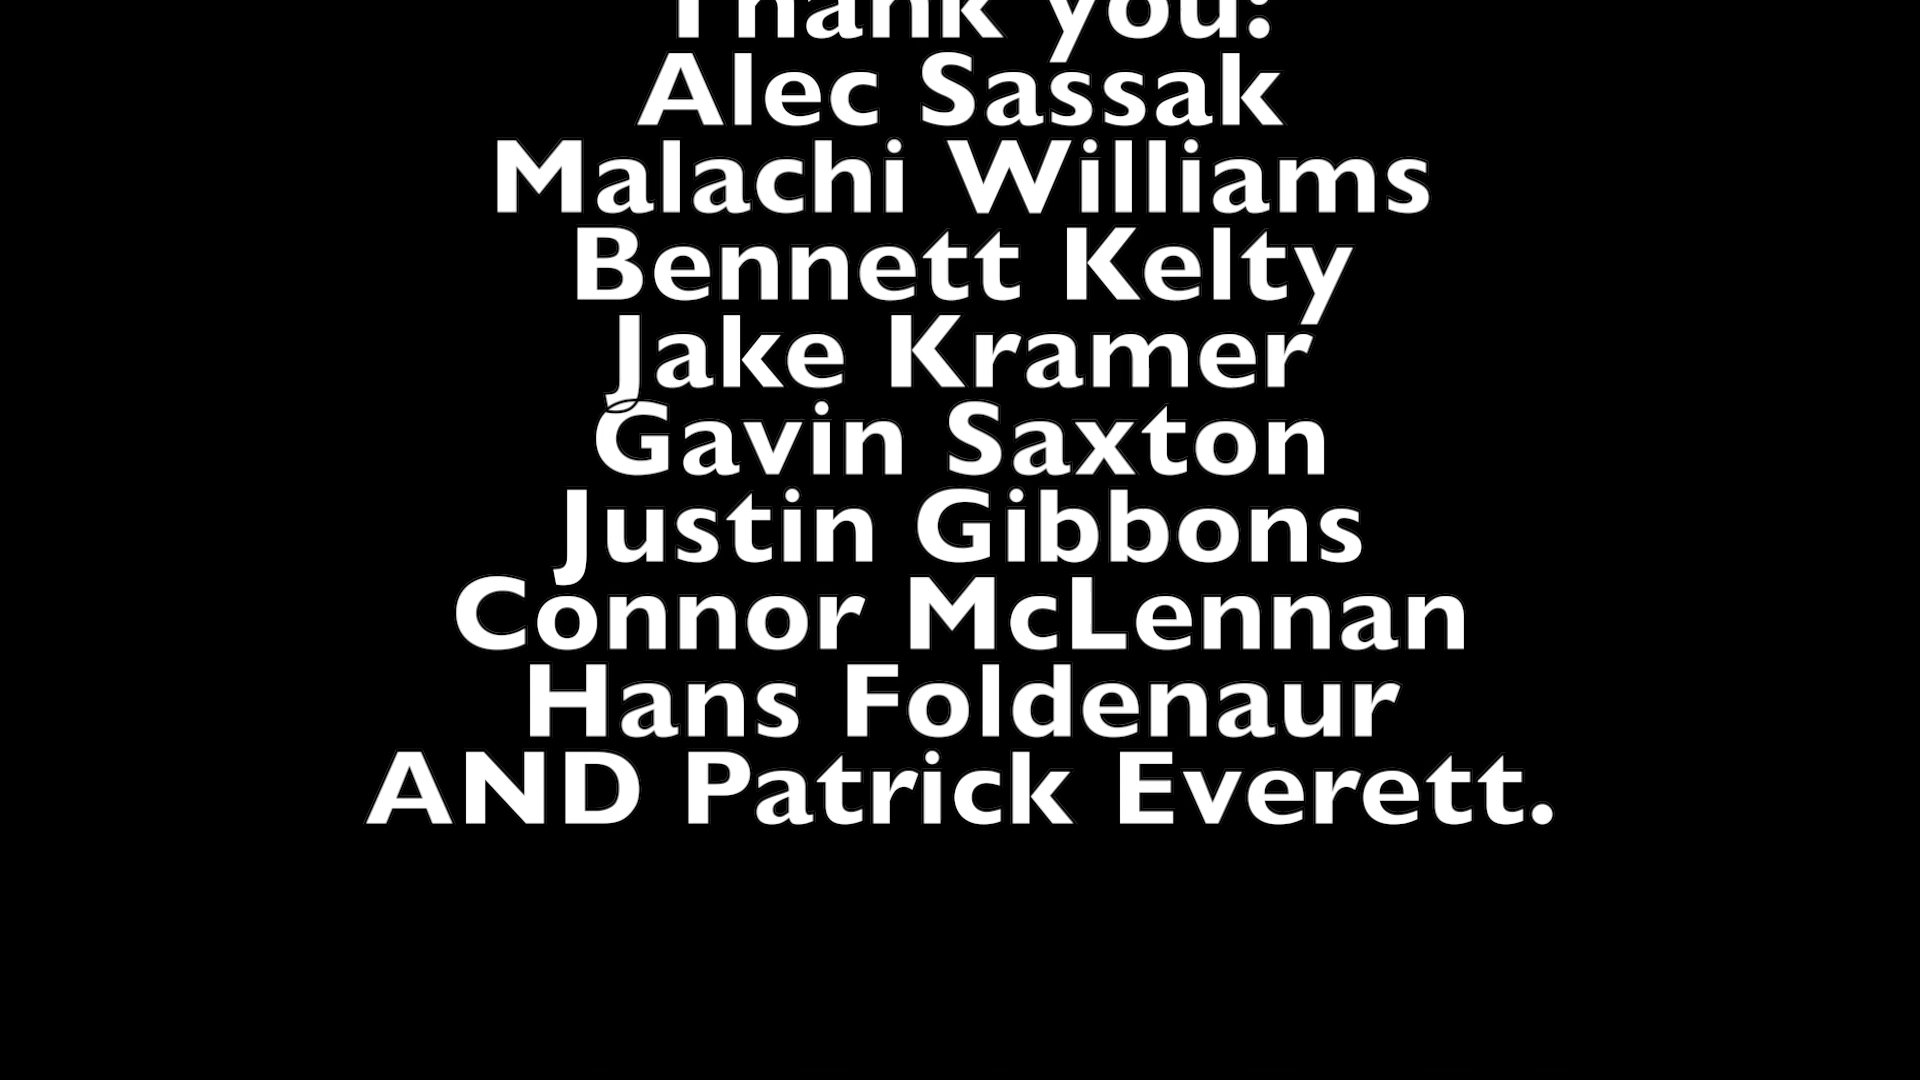 Thank you:
Alec Sassak
Malachi Williams
Bennett Kelty
Jake Kramer
Gavin Saxton
Justin Gibbons
Connor McLennan
Hans Foldenaur
AND Patrick Everett.